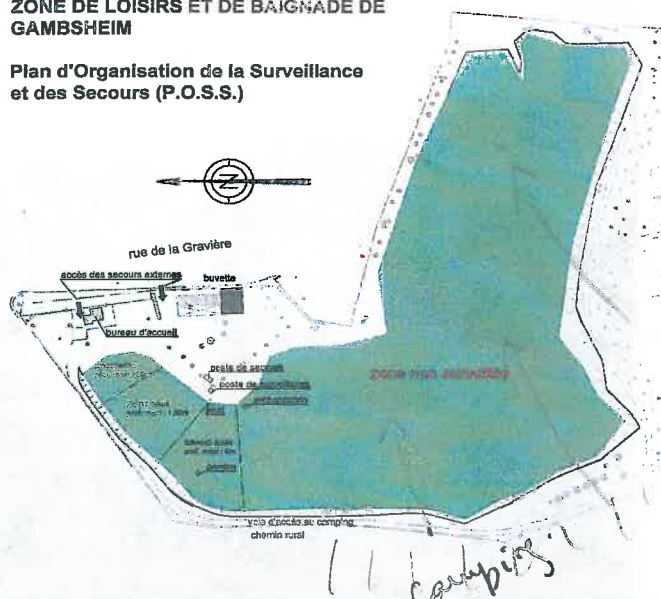 ZONE DE LOISIRS ET DE BAIGNADE DE
GAMBSHEIM
Plan d'Organisation de la Surveillance
et des Secours (P.O.S.S.)
N
rue de la Gravière
accès des secours externes
buvette
bureau d'accueil
poste de secours
poste de surveillance
zone non surveillée
voie d'accès au camping
chemin rural
Camping